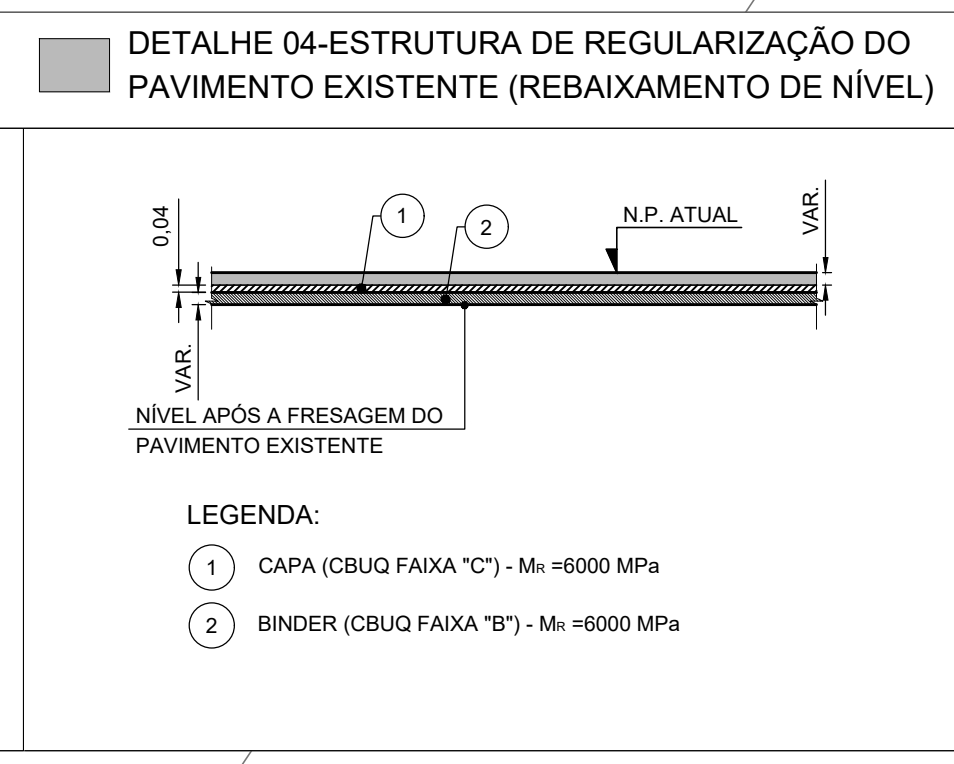 DETALHE 04-ESTRUTURA DE REGULARIZAÇÃO DO
PAVIMENTO EXISTENTE (REBAIXAMENTO DE NÍVEL)
0,04
1
2
N.P. ATUAL
VAR.
VAR.
NÍVEL APÓS A FRESAGEM DO
PAVIMENTO EXISTENTE
LEGENDA:
1 CAPA (CBUQ FAIXA "C") - MR =6000 MPa
2 BINDER (CBUQ FAIXA "B") - MR =6000 MPa